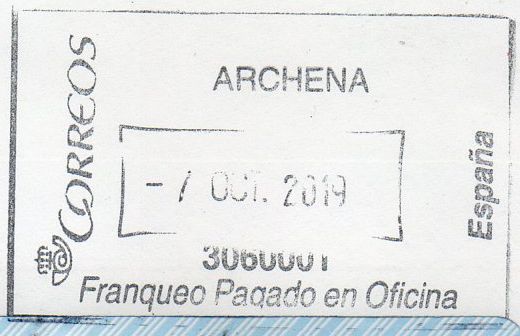 CORREOS
ARCHENA
- 7 OCT. 2019
España
3060001
Franqueo Pagado en Oficina